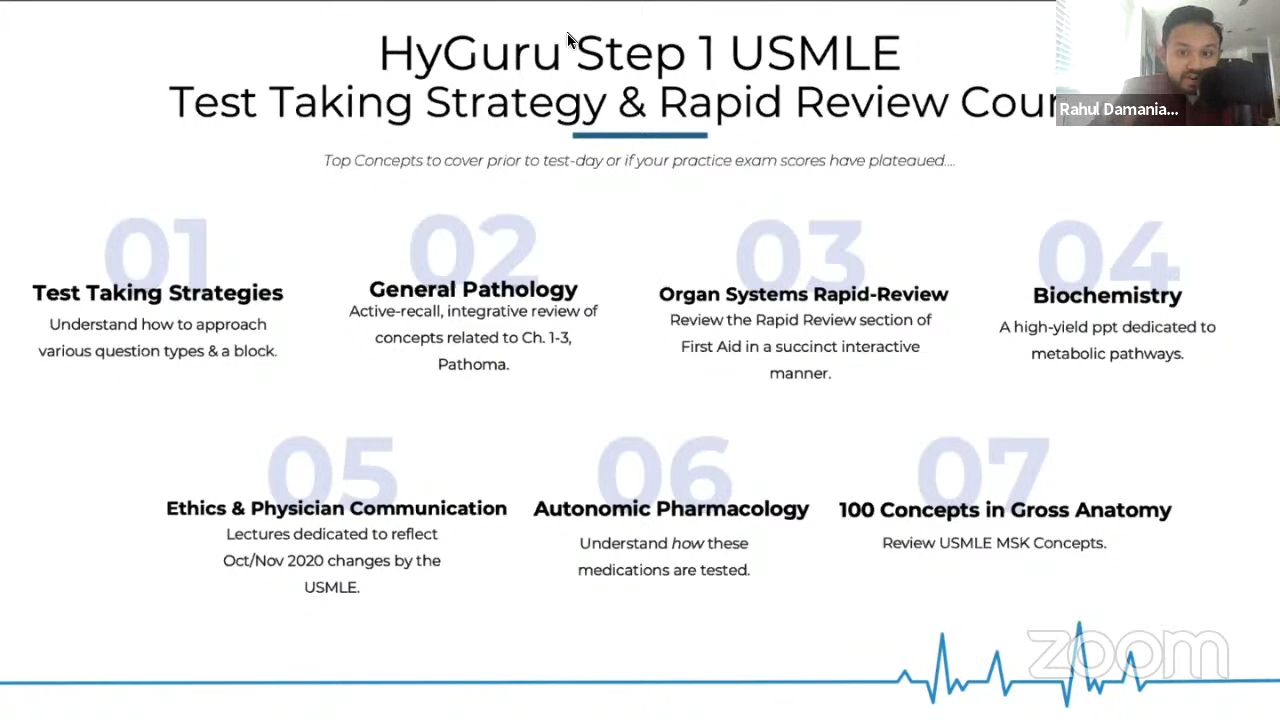 HyGuru Step 1 USMLE
Test Taking Strategy & Rapid Review Cour
Rahul Damania...
Top Concepts to cover prior to test-day or if your practice exam scores have plateaued....
01
Test Taking Strategies
Understand how to approach
various question types & a block.
02
General Pathology
Active-recall, integrative review of
concepts related to Ch. 1-3,
Pathoma.
03
Organ Systems Rapid-Review
Review the Rapid Review section of
First Aid in a succinct interactive
manner.
04
Biochemistry
A high-yield ppt dedicated to
metabolic pathways.
05
Ethics & Physician Communication
Lectures dedicated to reflect
Oct/Nov 2020 changes by the
USMLE.
06
Autonomic Pharmacology
Understand how these
medications are tested.
07
100 Concepts in Gross Anatomy
Review USMLE MSK Concepts.
zoom